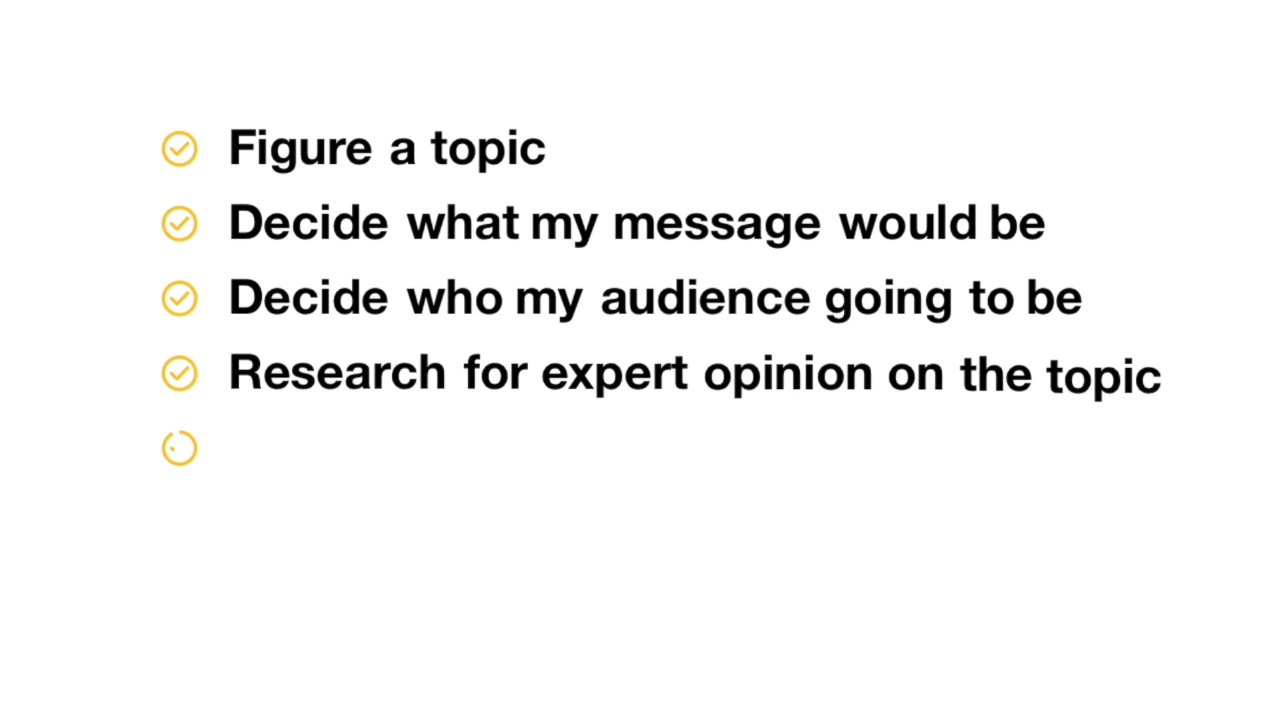 Figure a topic
Decide what my message would be
Decide who my audience going to be
Research for expert opinion on the topic